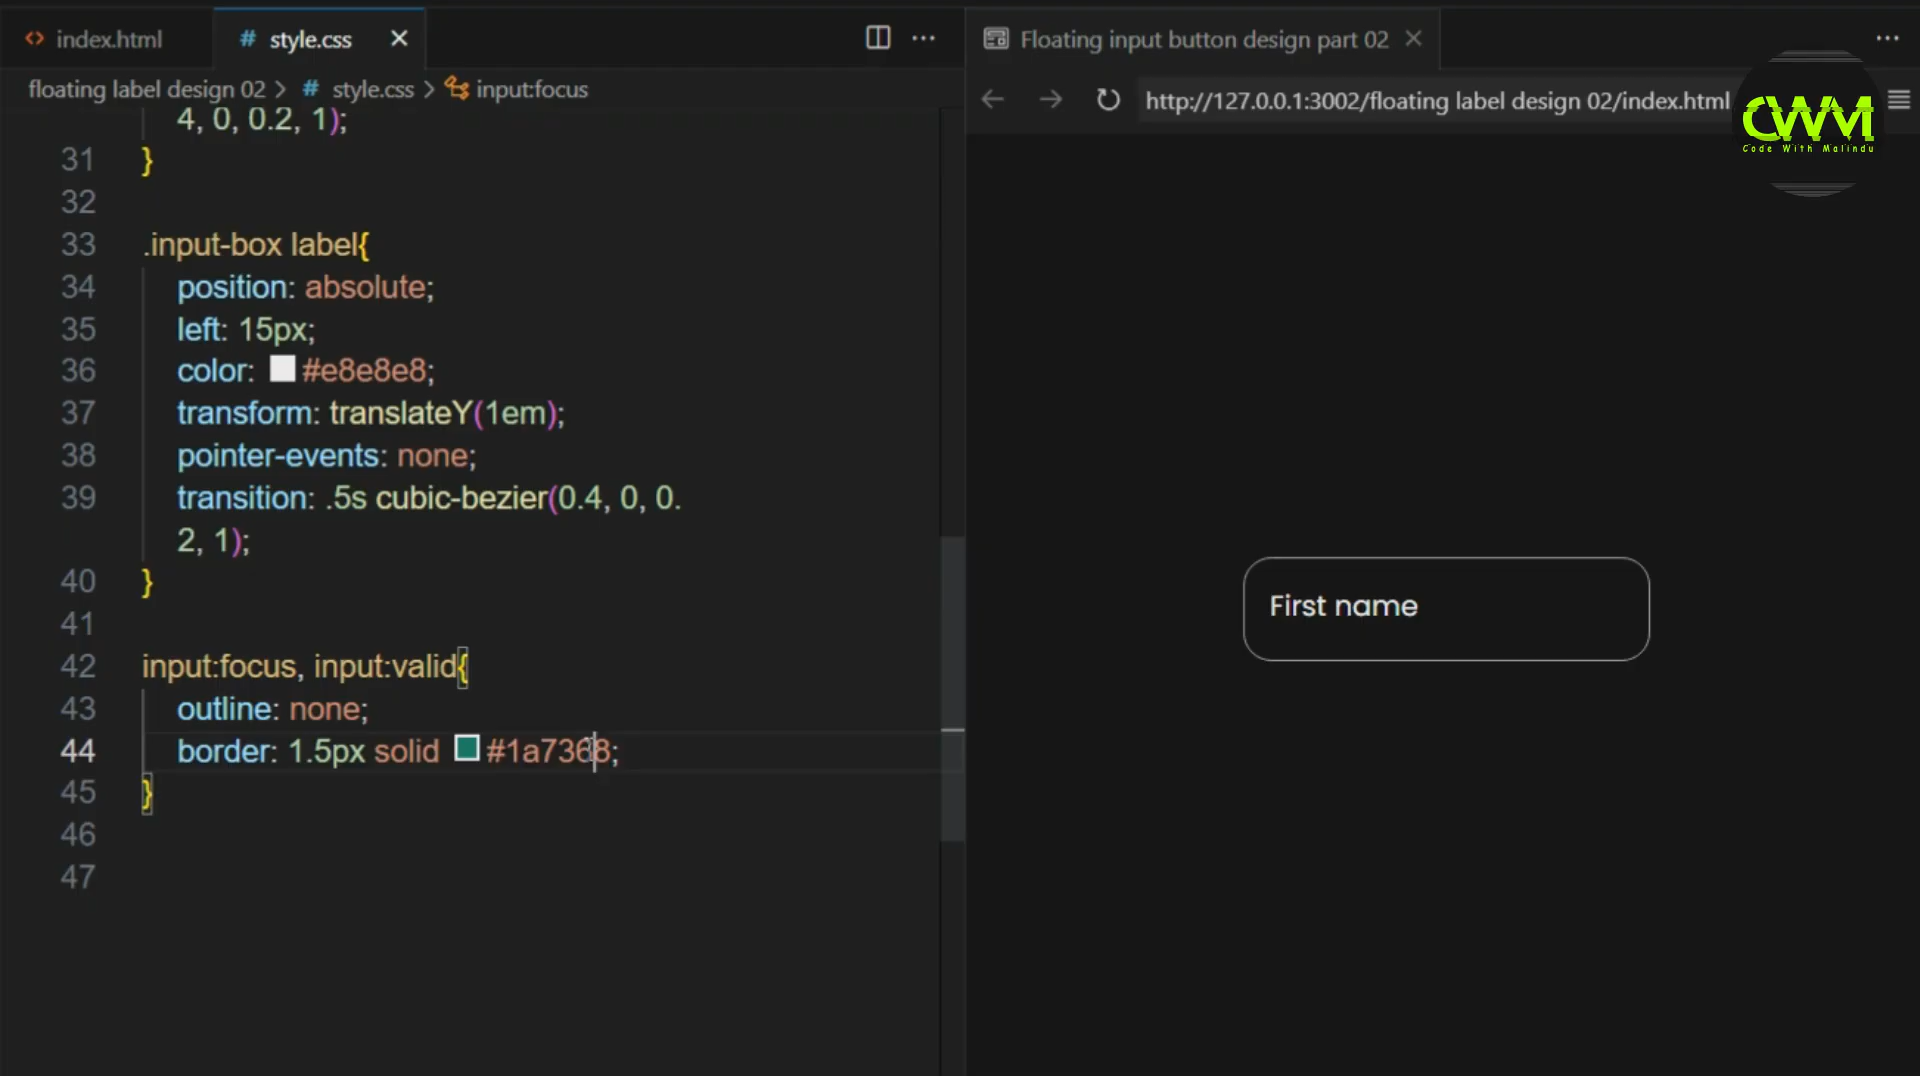 index.html
# style.css
floating label design 02 > # style.css > input:focus
4, 0, 0.2, 1);
31 }
32
33 .input-box label{
34 position: absolute;
35 left: 15px;
36 color: #e8e8e8;
37 transform: translateY(1em);
38 pointer-events: none;
39 transition: .5s cubic-bezier(0.4, 0, 0.
2, 1);
40 }
41
42 input:focus, input:valid{
43 outline: none;
44 border: 1.5px solid #1a7368;
45 }
46
47
Floating input button design part 02
http://127.0.0.1:3002/floating label design 02/index.html
CWM
Code With Malindu
First name